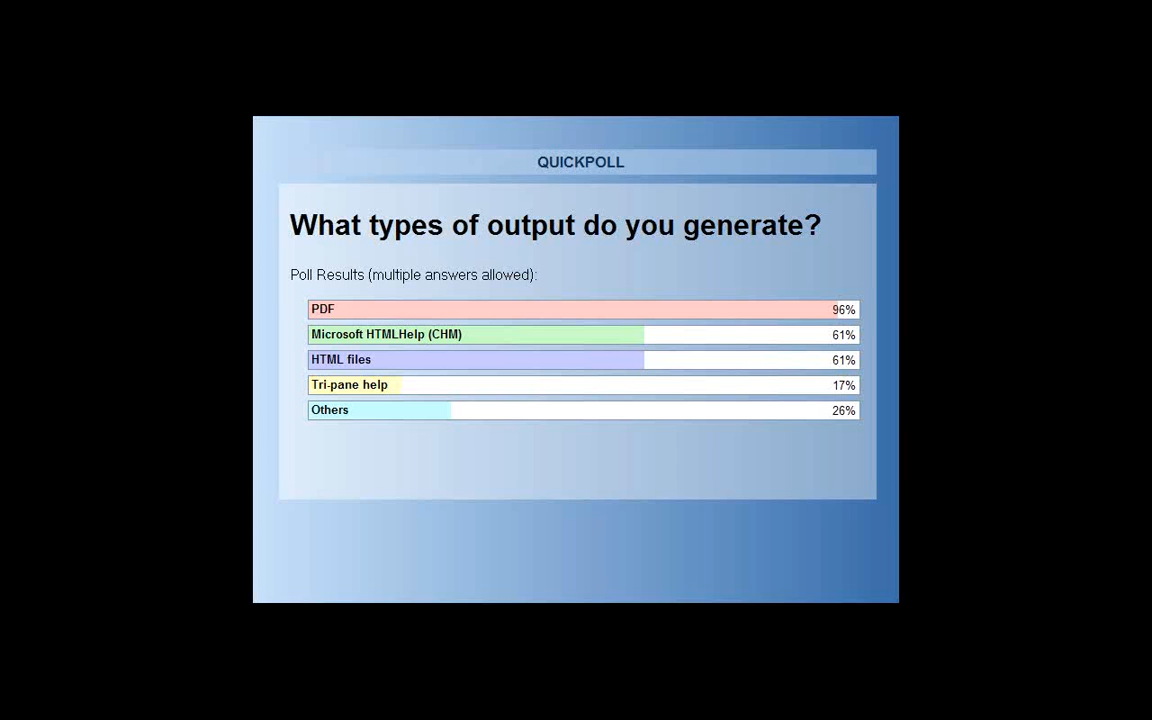 QUICKPOLL
What types of output do you generate?
Poll Results (multiple answers allowed):
PDF 96%
Microsoft HTMLHelp (CHM) 61%
HTML files 61%
Tri-pane help 17%
Others 26%